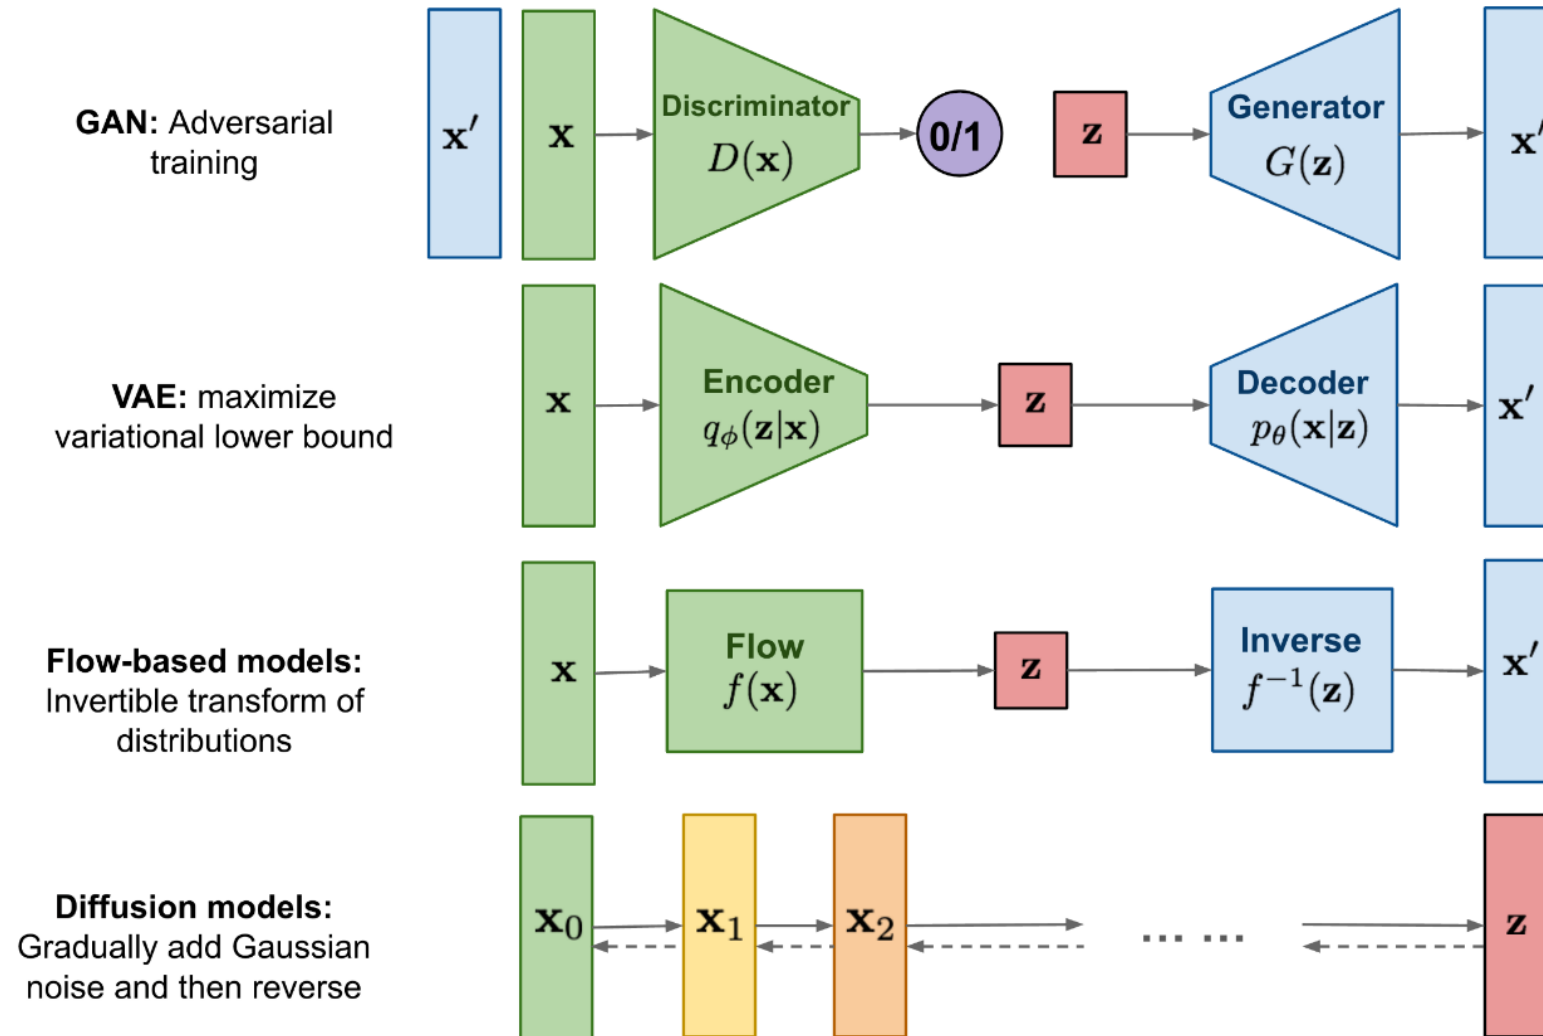 GAN: Adversarial
training
x′
x
Discriminator
D(x)
0/1
z
Generator
G(z)
x′
VAE: maximize
variational lower bound
x
Encoder
qϕ(z|x)
z
Decoder
pθ(x|z)
x′
Flow-based models:
Invertible transform of
distributions
x
Flow
f(x)
z
Inverse
f⁻¹(z)
x′
Diffusion models:
Gradually add Gaussian
noise and then reverse
x₀
x₁
x₂
... ...
z